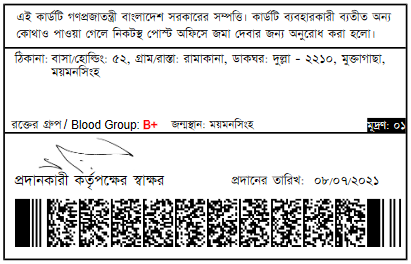 এই কার্ডটি গণপ্রজাতন্ত্রী বাংলাদেশ সরকারের সম্পত্তি। কার্ডটি ব্যবহারকারী ব্যতীত অন্য
কোথাও পাওয়া গেলে নিকটস্থ পোস্ট অফিসে জমা দেবার জন্য অনুরোধ করা হলো।
ঠিকানা: বাসা/হোল্ডিং: ৫২, গ্রাম/রাস্তা: রামাকানা, ডাকঘর: দুল্লা - ২২১০, মুক্তাগাছা,
ময়মনসিংহ
রক্তের গ্রুপ / Blood Group: B+ জন্মস্থান: ময়মনসিংহ মুদ্রণ: ০১
প্রদানকারী কর্তৃপক্ষের স্বাক্ষর প্রদানের তারিখ: ০৮/০৭/২০২১